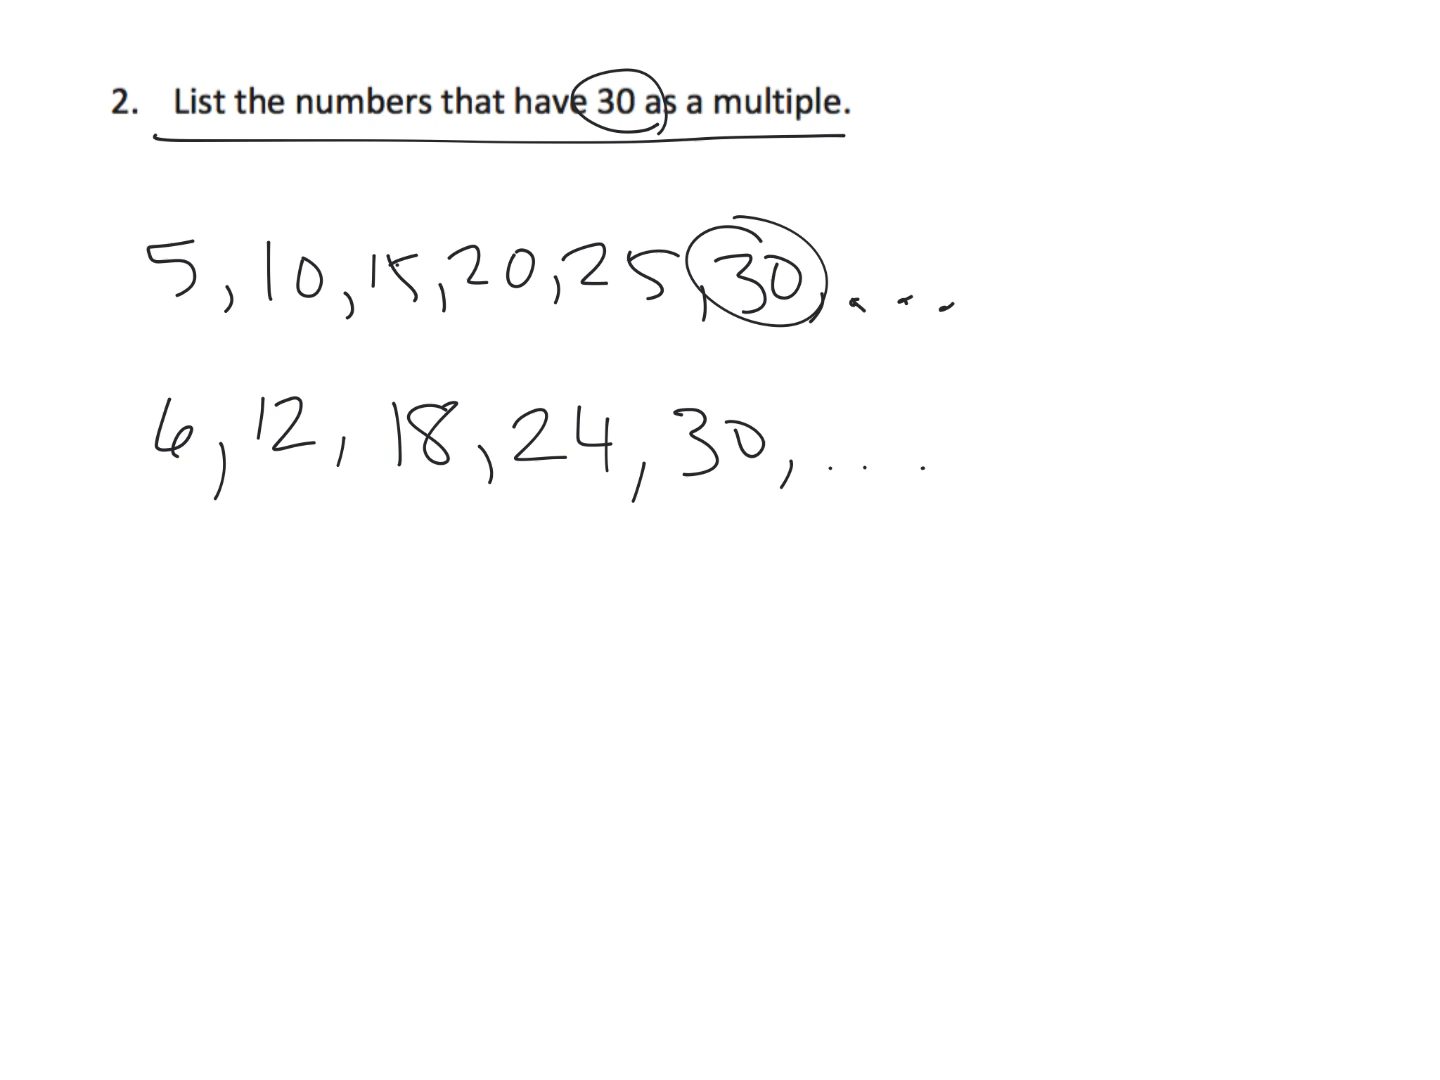 2. List the numbers that have 30 as a multiple.
5, 10, 15, 20, 25, 30, ...
6, 12, 18, 24, 30, ...